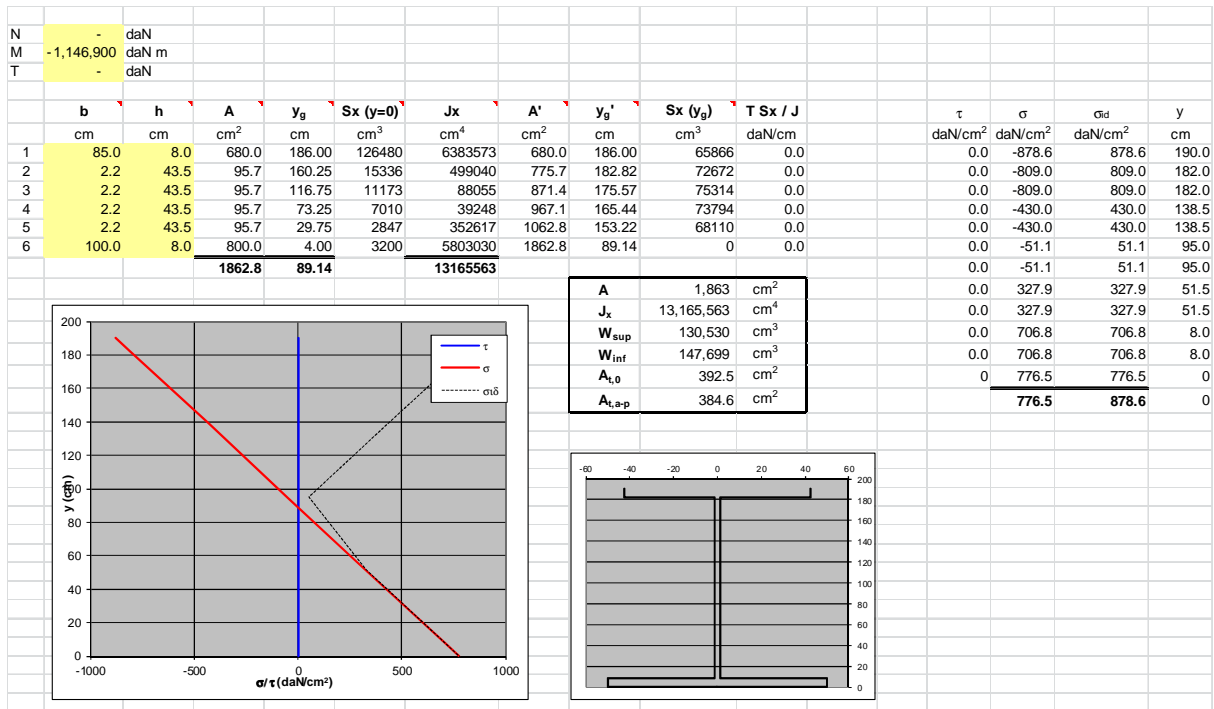 N - daN
M -1,146,900 daN m
T - daN
b h A yg Sx (y=0) Jx A' yg' Sx (yg) T Sx / J τ σ σid y
cm cm cm² cm cm³ cm⁴ cm² cm cm³ daN/cm daN/cm² daN/cm² daN/cm² cm
1 85.0 8.0 680.0 186.00 126480 6383573 680.0 186.00 65866 0.0 0.0 -878.6 878.6 190.0
2 2.2 43.5 95.7 160.25 15336 499040 775.7 182.82 72672 0.0 0.0 -809.0 809.0 182.0
3 2.2 43.5 95.7 116.75 11173 88055 871.4 175.57 75314 0.0 0.0 -809.0 809.0 182.0
4 2.2 43.5 95.7 73.25 7010 39248 967.1 165.44 73794 0.0 0.0 -430.0 430.0 138.5
5 2.2 43.5 95.7 29.75 2847 352617 1062.8 153.22 68110 0.0 0.0 -430.0 430.0 138.5
6 100.0 8.0 800.0 4.00 3200 5803030 1862.8 89.14 0 0.0 0.0 -51.1 51.1 95.0
1862.8 89.14 13165563 0.0 -51.1 51.1 95.0
A 1,863 cm² 0.0 327.9 327.9 51.5
Jx 13,165,563 cm⁴ 0.0 327.9 327.9 51.5
Wsup 130,530 cm³ 0.0 706.8 706.8 8.0
Winf 147,699 cm³ 0.0 706.8 706.8 8.0
At,0 392.5 cm² 0 776.5 776.5 0
At,a-p 384.6 cm² 776.5 878.6 0
200
180
160
140
120
100
80
60
40
20
0
y (cm)
-1000 -500 0 500 1000
σ/τ (daN/cm²)
τ
σ
σιδ
-60 -40 -20 0 20 40 60
200
180
160
140
120
100
80
60
40
20
0